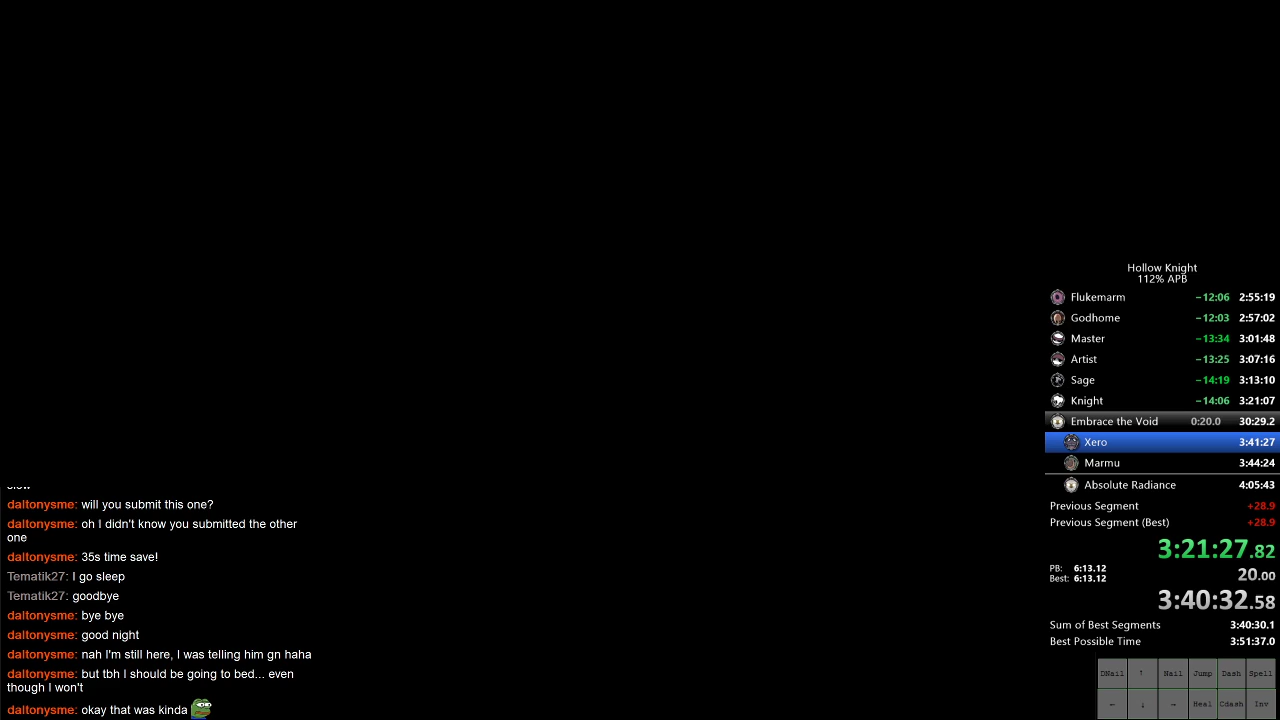 Hollow Knight
112% APB
Flukemarm -12:06 2:55:19
Godhome -12:03 2:57:02
Master -13:34 3:01:48
Artist -13:25 3:07:16
Sage -14:19 3:13:10
Knight -14:06 3:21:07
Embrace the Void 0:20.0 30:29.2
Xero 3:41:27
Marmu 3:44:24
Absolute Radiance 4:05:43
Previous Segment +28.9
Previous Segment (Best) +28.9
3:21:27.82
PB: 6:13.12
Best: 6:13.12
20.00
3:40:32.58
Sum of Best Segments 3:40:30.1
Best Possible Time 3:51:37.0
DNail ↑ Nail Jump Dash Spell
← ↓ → Heal Cdash Inv
slow
daltonysme: will you submit this one?
daltonysme: oh I didn't know you submitted the other
one
daltonysme: 35s time save!
Tematik27: I go sleep
Tematik27: goodbye
daltonysme: bye bye
daltonysme: good night
daltonysme: nah I'm still here, I was telling him gn haha
daltonysme: but tbh I should be going to bed... even
though I won't
daltonysme: okay that was kinda